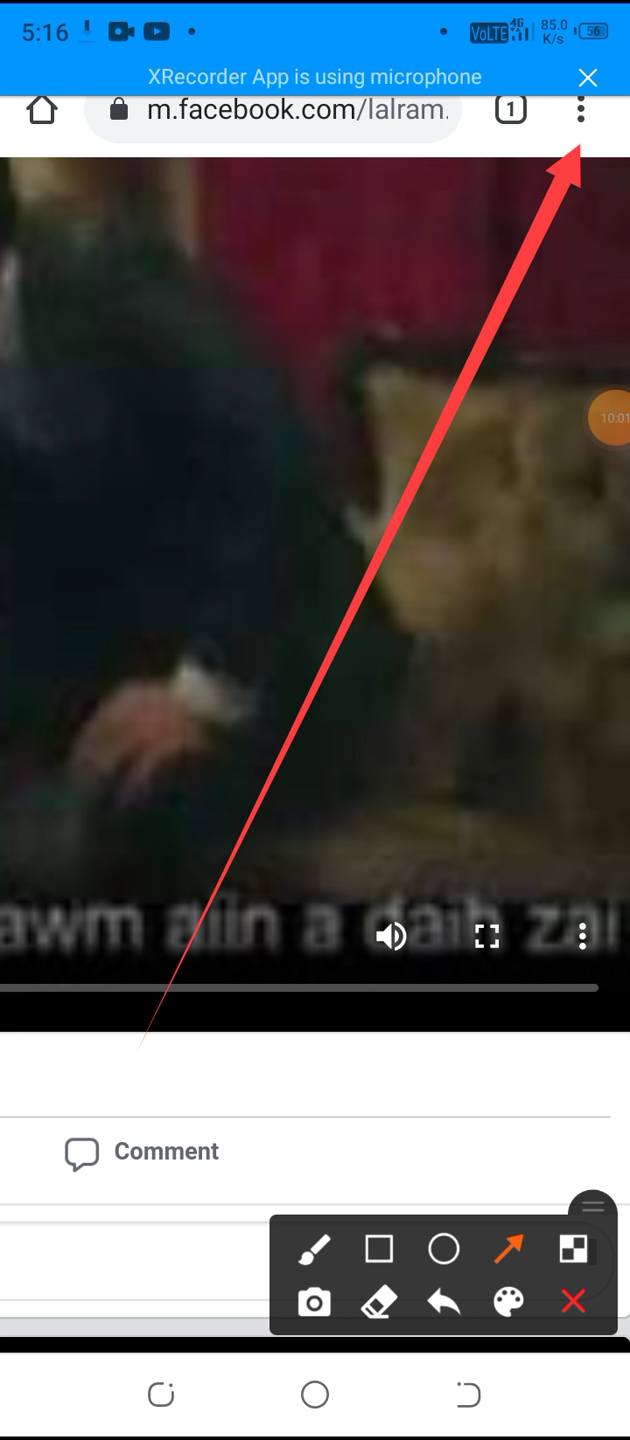 5:16
VoLTE 4G 85.0 K/s 56
XRecorder App is using microphone
m.facebook.com/lalram.
1
10:01
awm aiin a daih zai
Comment